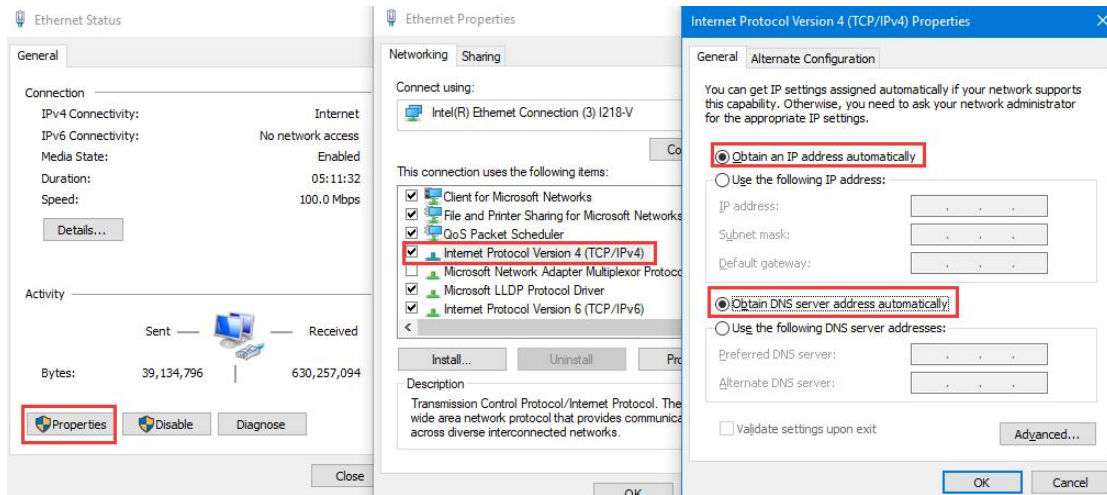 Ethernet Status
General
Connection
IPv4 Connectivity: Internet
IPv6 Connectivity: No network access
Media State: Enabled
Duration: 05:11:32
Speed: 100.0 Mbps
Details...
Activity
Sent Received
Bytes: 39,134,796 630,257,094
Properties Disable Diagnose
Close
Ethernet Properties
Networking Sharing
Connect using:
Intel(R) Ethernet Connection (3) I218-V
Co
This connection uses the following items:
Client for Microsoft Networks
File and Printer Sharing for Microsoft Networks
QoS Packet Scheduler
Internet Protocol Version 4 (TCP/IPv4)
Microsoft Network Adapter Multiplexor Protoco
Microsoft LLDP Protocol Driver
Internet Protocol Version 6 (TCP/IPv6)
Install... Uninstall Pro
Description
Transmission Control Protocol/Internet Protocol. The
wide area network protocol that provides communica
across diverse interconnected networks.
OK
Internet Protocol Version 4 (TCP/IPv4) Properties
General Alternate Configuration
You can get IP settings assigned automatically if your network supports
this capability. Otherwise, you need to ask your network administrator
for the appropriate IP settings.
Obtain an IP address automatically
Use the following IP address:
IP address:
Subnet mask:
Default gateway:
Obtain DNS server address automatically
Use the following DNS server addresses:
Preferred DNS server:
Alternate DNS server:
Validate settings upon exit
Advanced...
OK Cancel